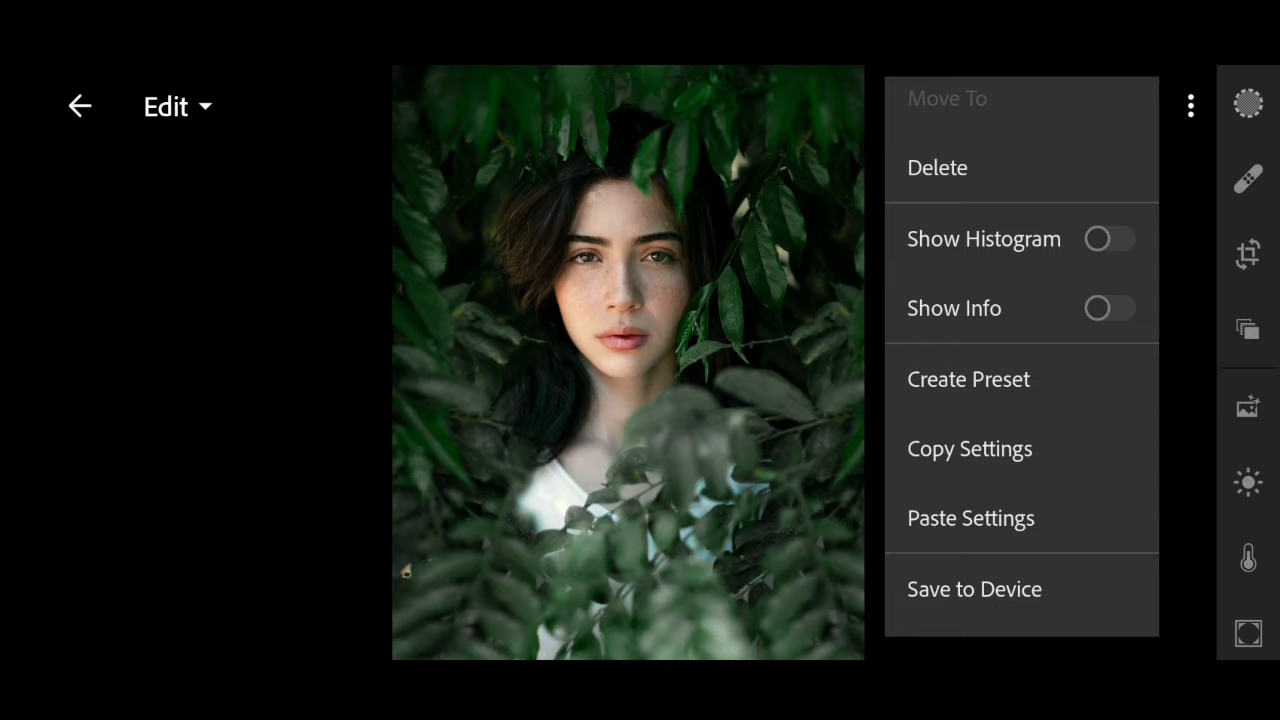 Edit
Move To
Delete
Show Histogram
Show Info
Create Preset
Copy Settings
Paste Settings
Save to Device